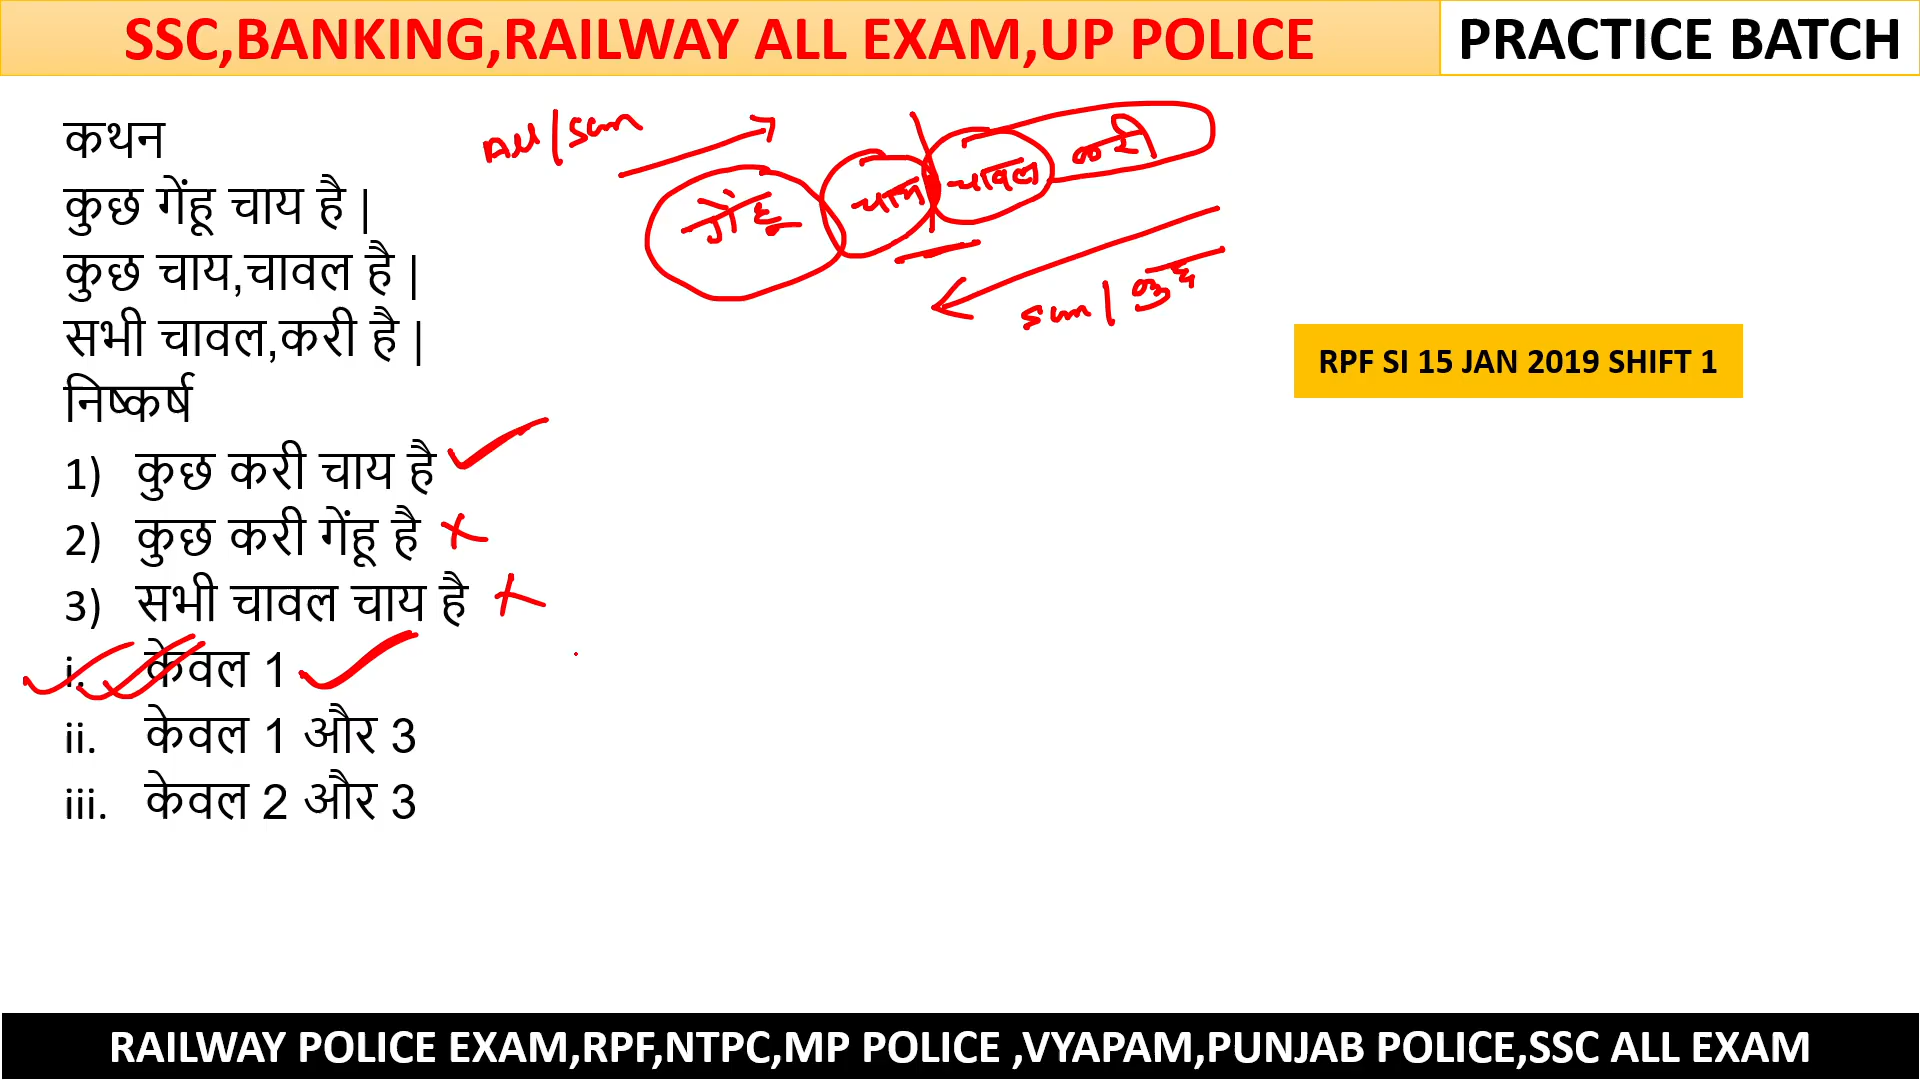 SSC,BANKING,RAILWAY ALL EXAM,UP POLICE
PRACTICE BATCH
कथन
कुछ गेंहू चाय है |
कुछ चाय,चावल है |
सभी चावल,करी है |
निष्कर्ष
1) कुछ करी चाय है
2) कुछ करी गेंहू है
3) सभी चावल चाय है
i. केवल 1
ii. केवल 1 और 3
iii. केवल 2 और 3
All | Som
गेंहू चाय चावल करी
Som | कुछ
RPF SI 15 JAN 2019 SHIFT 1
RAILWAY POLICE EXAM,RPF,NTPC,MP POLICE ,VYAPAM,PUNJAB POLICE,SSC ALL EXAM